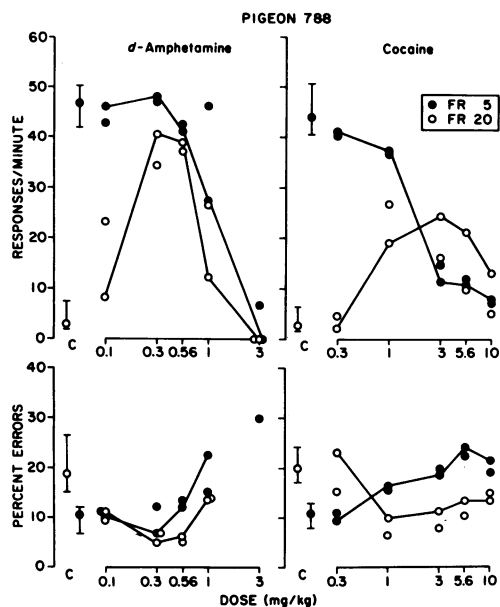 PIGEON 788
d-Amphetamine
Cocaine
FR 5
FR 20
RESPONSES/MINUTE
60
50
40
30
20
10
0
C
0.1 0.3 0.56 1 3
C
0.3 1 3 5.6 10
PERCENT ERRORS
40
30
20
10
0
C
0.1 0.3 0.56 1 3
C
0.3 1 3 5.6 10
DOSE (mg/kg)